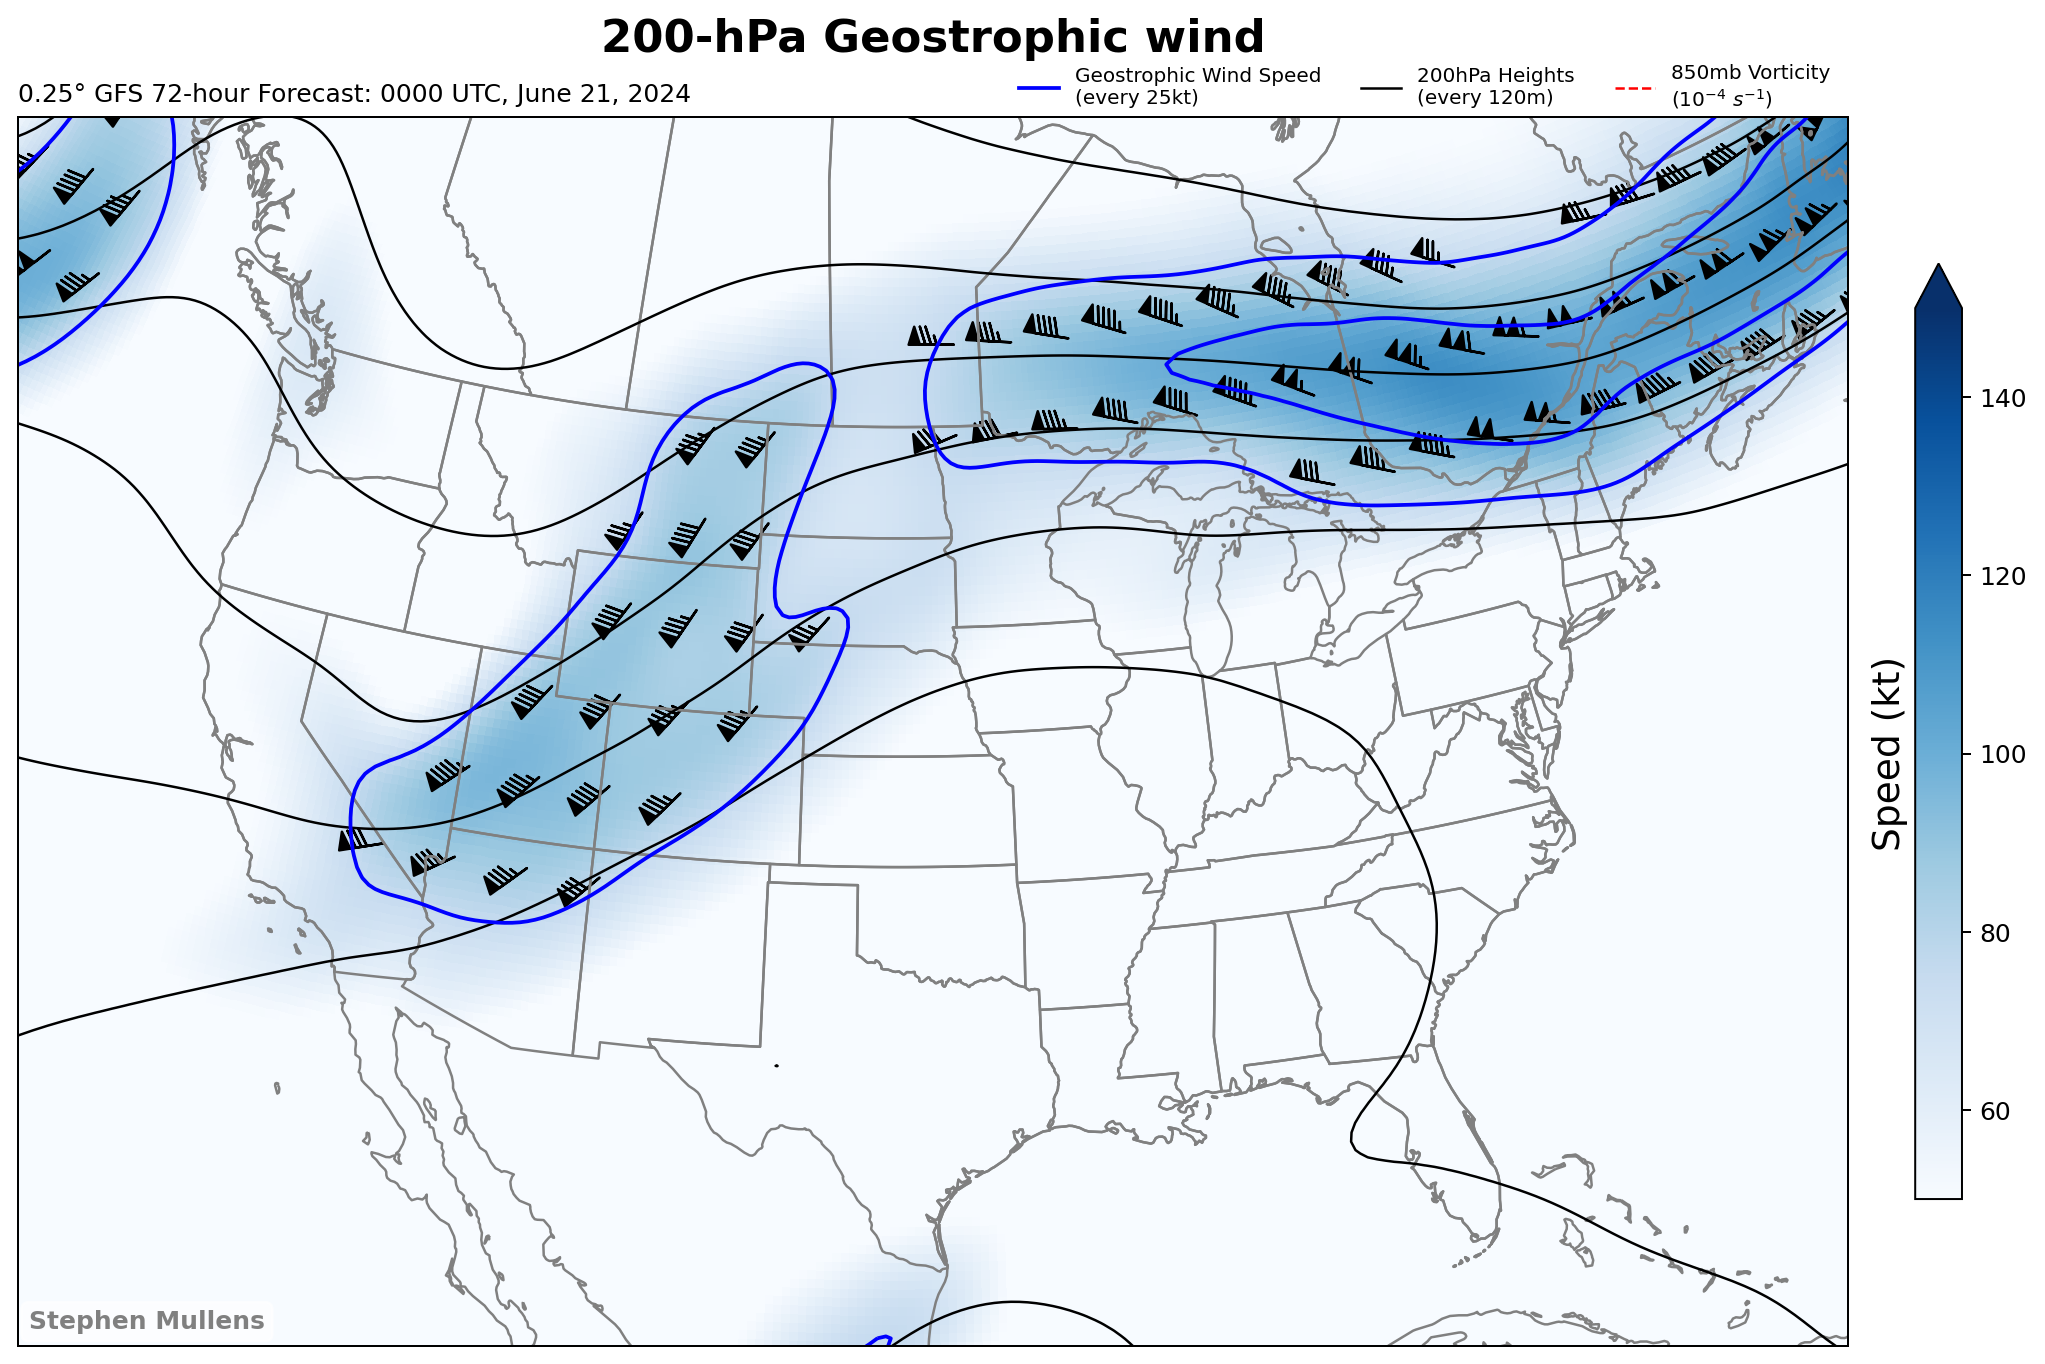 200-hPa Geostrophic wind
0.25° GFS 72-hour Forecast: 0000 UTC, June 21, 2024
Geostrophic Wind Speed
(every 25kt)
200hPa Heights
(every 120m)
850mb Vorticity
(10⁻⁴ s⁻¹)
140
120
100
80
60
Speed (kt)
Stephen Mullens